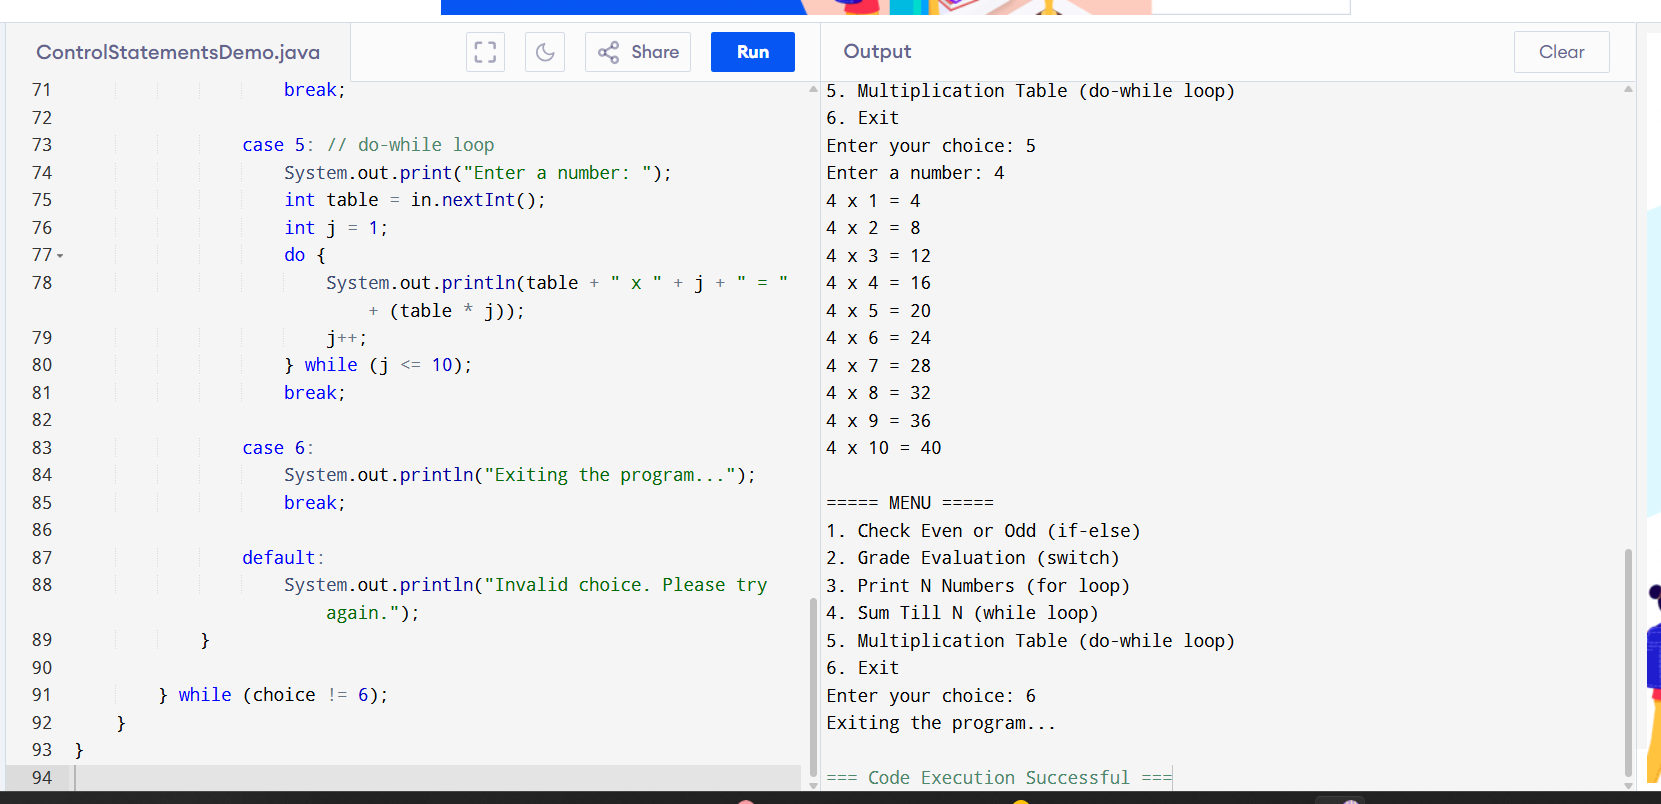 ControlStatementsDemo.java
Share
Run
71 break;
72
73 case 5: // do-while loop
74 System.out.print("Enter a number: ");
75 int table = in.nextInt();
76 int j = 1;
77 do {
78 System.out.println(table + " x " + j + " = "
+ (table * j));
79 j++;
80 } while (j <= 10);
81 break;
82
83 case 6:
84 System.out.println("Exiting the program...");
85 break;
86
87 default:
88 System.out.println("Invalid choice. Please try
again.");
89 }
90
91 } while (choice != 6);
92 }
93 }
94
Output
Clear
5. Multiplication Table (do-while loop)
6. Exit
Enter your choice: 5
Enter a number: 4
4 x 1 = 4
4 x 2 = 8
4 x 3 = 12
4 x 4 = 16
4 x 5 = 20
4 x 6 = 24
4 x 7 = 28
4 x 8 = 32
4 x 9 = 36
4 x 10 = 40
===== MENU =====
1. Check Even or Odd (if-else)
2. Grade Evaluation (switch)
3. Print N Numbers (for loop)
4. Sum Till N (while loop)
5. Multiplication Table (do-while loop)
6. Exit
Enter your choice: 6
Exiting the program...
=== Code Execution Successful ===